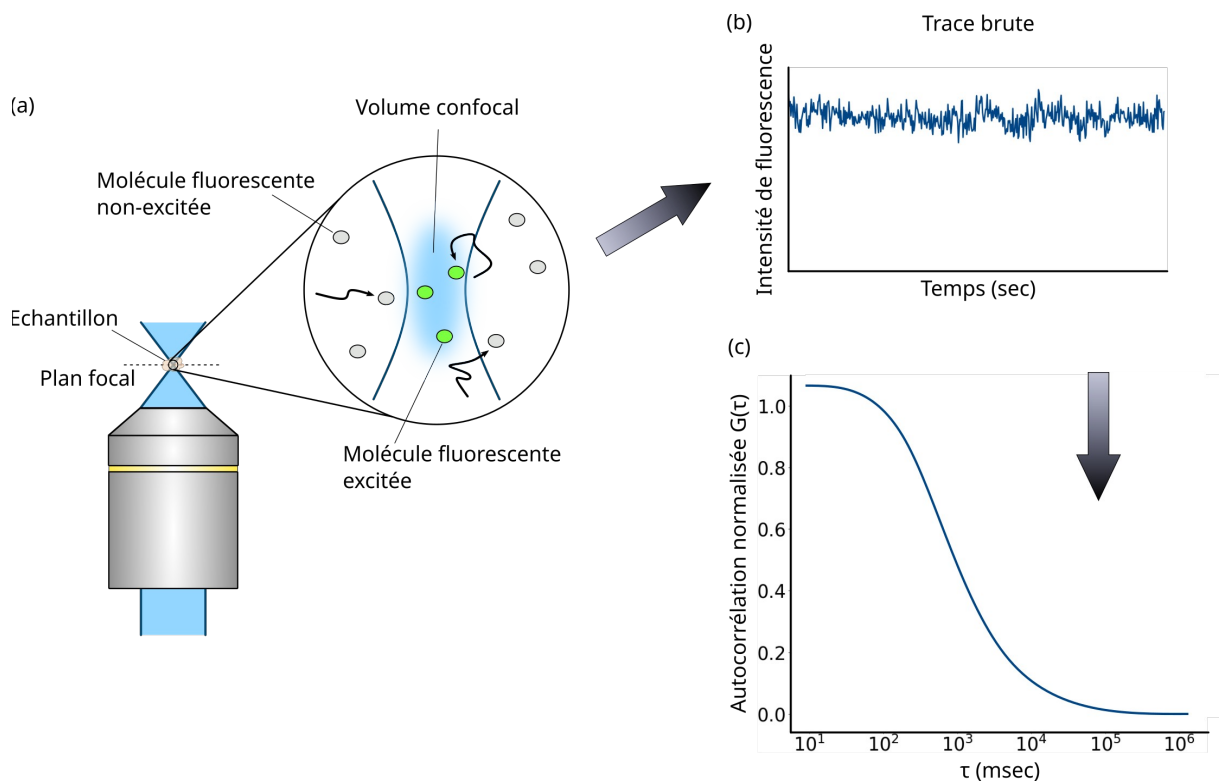 (a)
Volume confocal
Molécule fluorescente
non-excitée
Echantillon
Plan focal
Molécule fluorescente
excitée
(b)
Trace brute
Intensité de fluorescence
Temps (sec)
(c)
Autocorrélation normalisée G(τ)
1.0
0.8
0.6
0.4
0.2
0.0
10¹ 10² 10³ 10⁴ 10⁵ 10⁶
τ (msec)